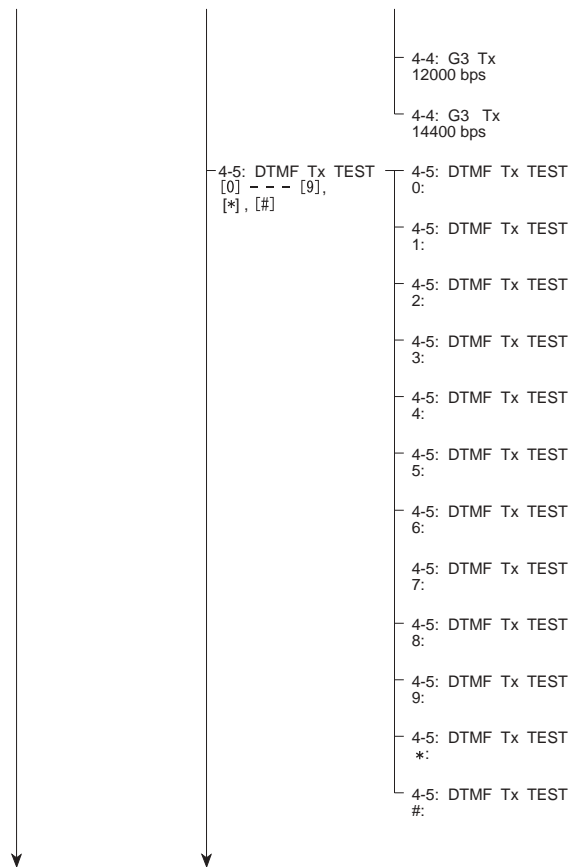 4-4: G3 Tx
12000 bps
4-4: G3 Tx
14400 bps
4-5: DTMF Tx TEST
[0] – – – [9],
[*] , [#]
4-5: DTMF Tx TEST
0:
4-5: DTMF Tx TEST
1:
4-5: DTMF Tx TEST
2:
4-5: DTMF Tx TEST
3:
4-5: DTMF Tx TEST
4:
4-5: DTMF Tx TEST
5:
4-5: DTMF Tx TEST
6:
4-5: DTMF Tx TEST
7:
4-5: DTMF Tx TEST
8:
4-5: DTMF Tx TEST
9:
4-5: DTMF Tx TEST
*:
4-5: DTMF Tx TEST
#: